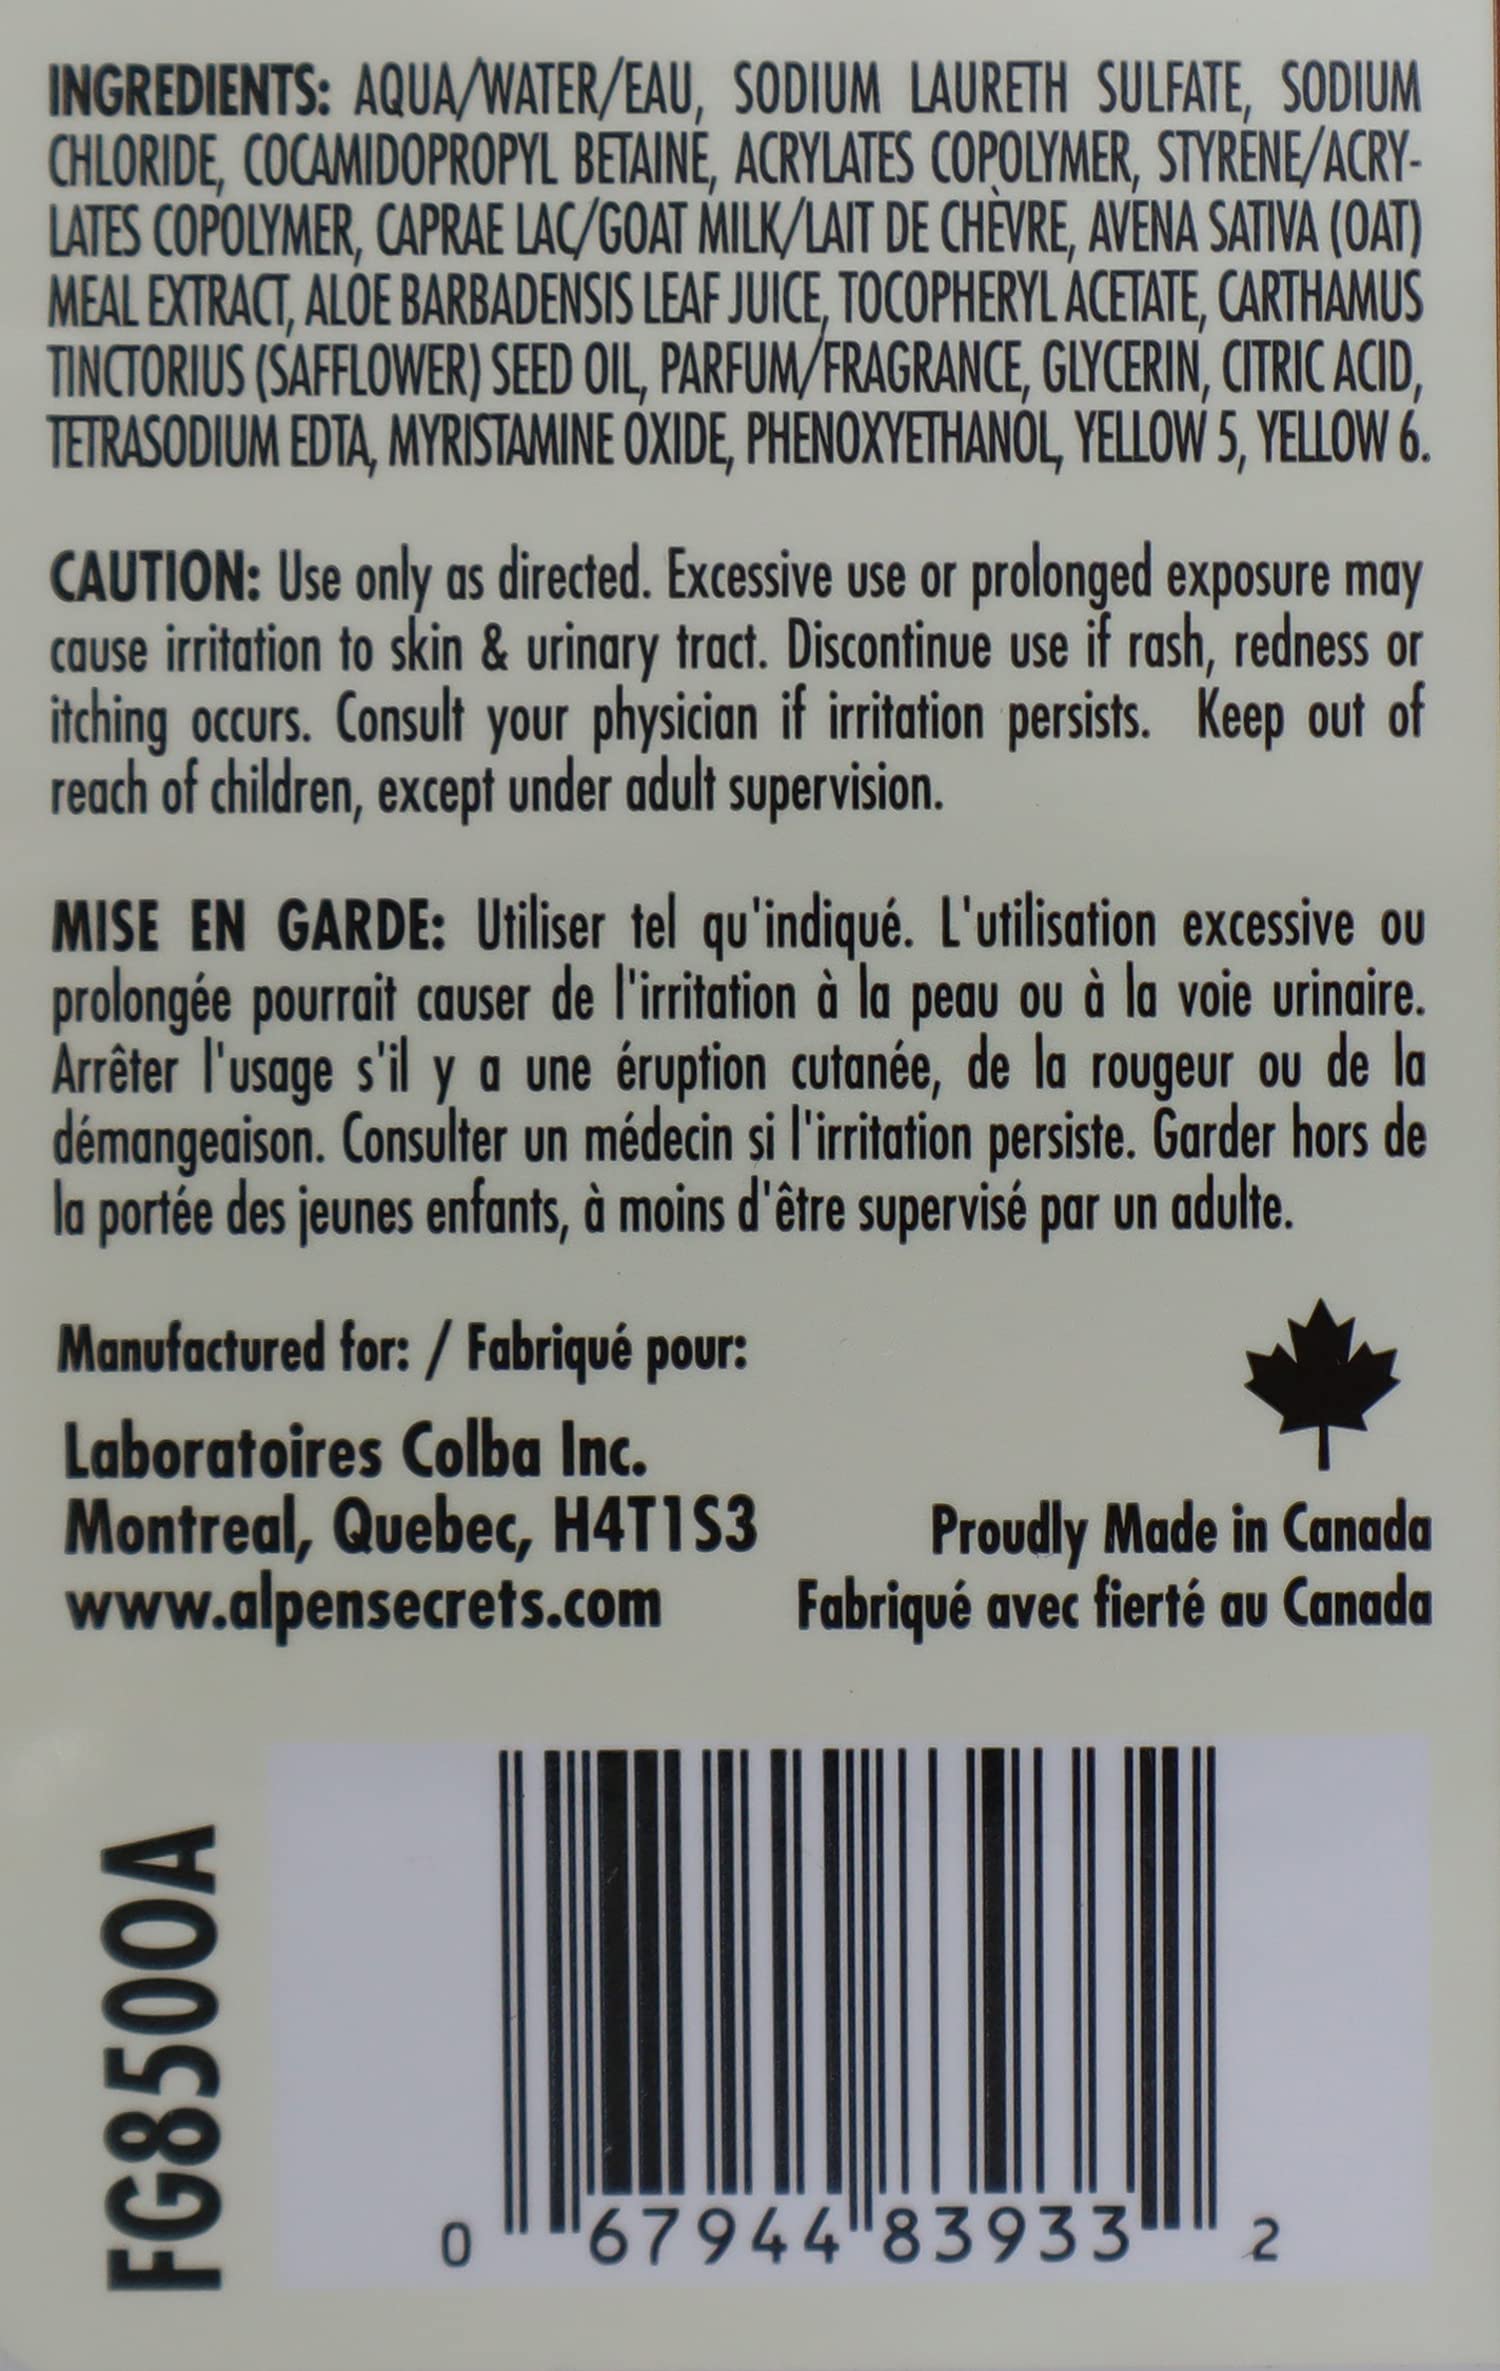 INGREDIENTS: AQUA/WATER/EAU, SODIUM LAURETH SULFATE, SODIUM
CHLORIDE, COCAMIDOPROPYL BETAINE, ACRYLATES COPOLYMER, STYRENE/ACRY-
LATES COPOLYMER, CAPRAE LAC/GOAT MILK/LAIT DE CHÈVRE, AVENA SATIVA (OAT)
MEAL EXTRACT, ALOE BARBADENSIS LEAF JUICE, TOCOPHERYL ACETATE, CARTHAMUS
TINCTORIUS (SAFFLOWER) SEED OIL, PARFUM/FRAGRANCE, GLYCERIN, CITRIC ACID,
TETRASODIUM EDTA, MYRISTAMINE OXIDE, PHENOXYETHANOL, YELLOW 5, YELLOW 6.
CAUTION: Use only as directed. Excessive use or prolonged exposure may
cause irritation to skin & urinary tract. Discontinue use if rash, redness or
itching occurs. Consult your physician if irritation persists. Keep out of
reach of children, except under adult supervision.
MISE EN GARDE: Utiliser tel qu'indiqué. L'utilisation excessive ou
prolongée pourrait causer de l'irritation à la peau ou à la voie urinaire.
Arrêter l'usage s'il y a une éruption cutanée, de la rougeur ou de la
démangeaison. Consulter un médecin si l'irritation persiste. Garder hors de
la portée des jeunes enfants, à moins d'être supervisé par un adulte.
Manufactured for: / Fabriqué pour:
Laboratoires Colba Inc.
Montreal, Quebec, H4T1S3
www.alpensecrets.com
Proudly Made in Canada
Fabriqué avec fierté au Canada
FG8500A
0 67944 83933 2